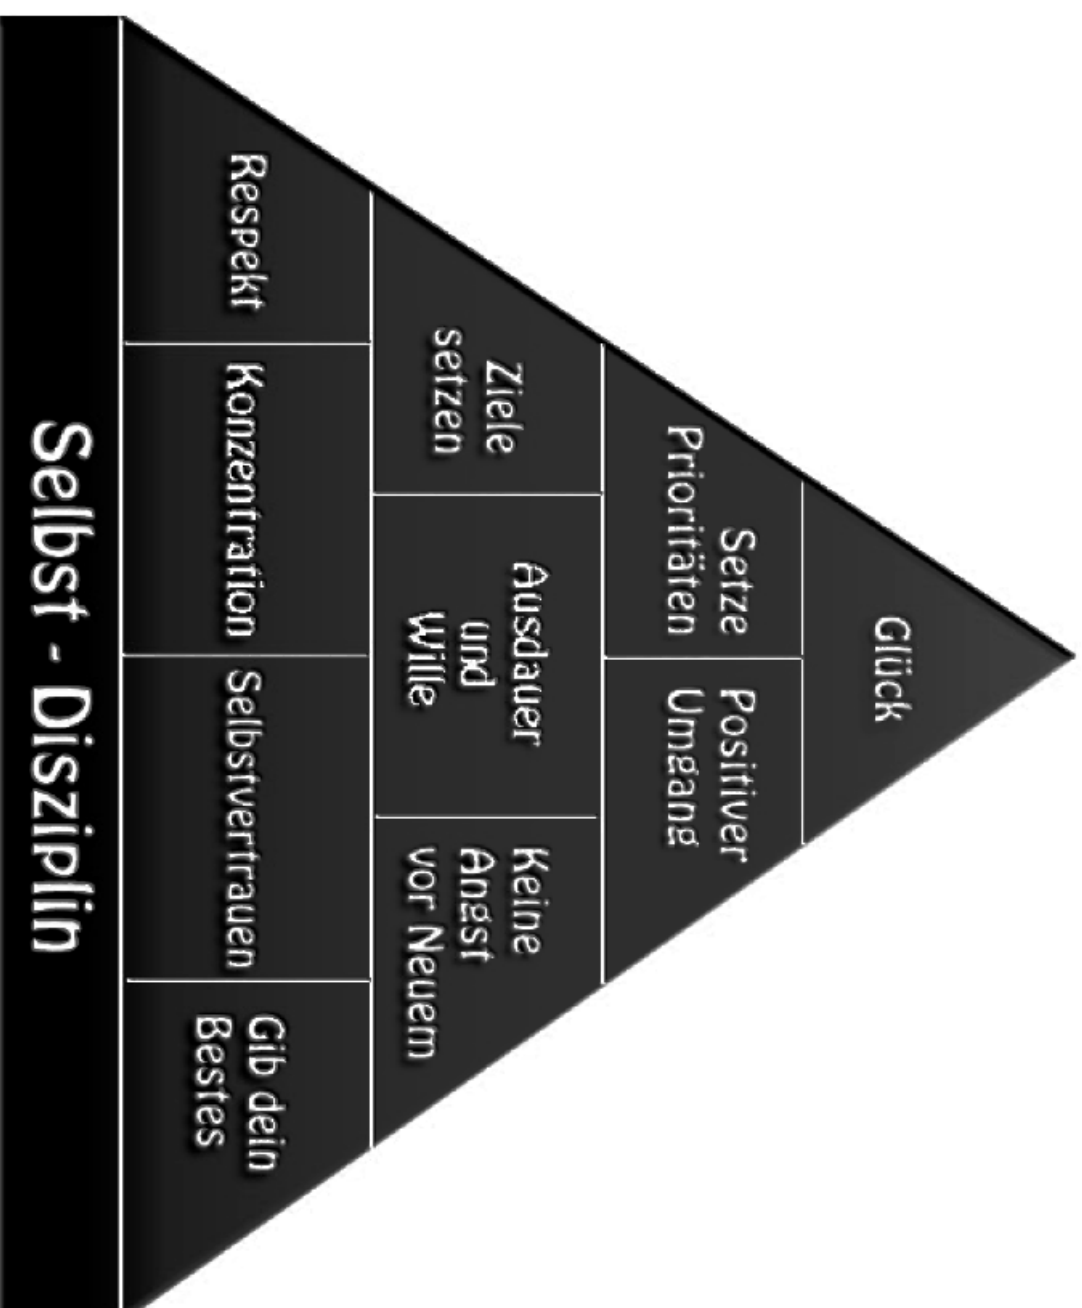 Glück
Setze
Prioritäten
Positiver
Umgang
Ziele
setzen
Ausdauer
und
Wille
Keine
Angst
vor Neuem
Respekt
Konzentration
Selbstvertrauen
Gib dein
Bestes
Selbst - Disziplin